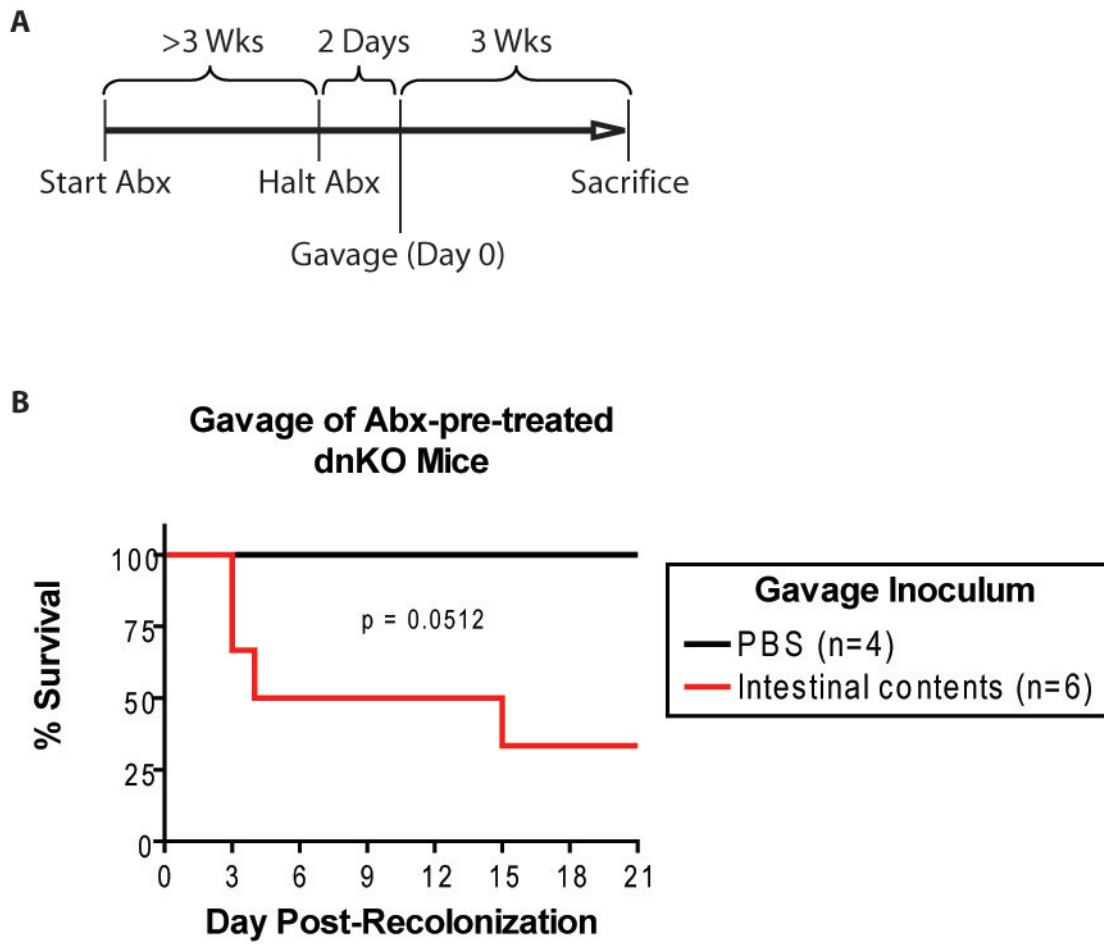 A
>3 Wks 2 Days 3 Wks
Start Abx Halt Abx Sacrifice
Gavage (Day 0)
B
Gavage of Abx-pre-treated
dnKO Mice
100
75
50
25
0
% Survival
p = 0.0512
0 3 6 9 12 15 18 21
Day Post-Recolonization
Gavage Inoculum
PBS (n=4)
Intestinal contents (n=6)